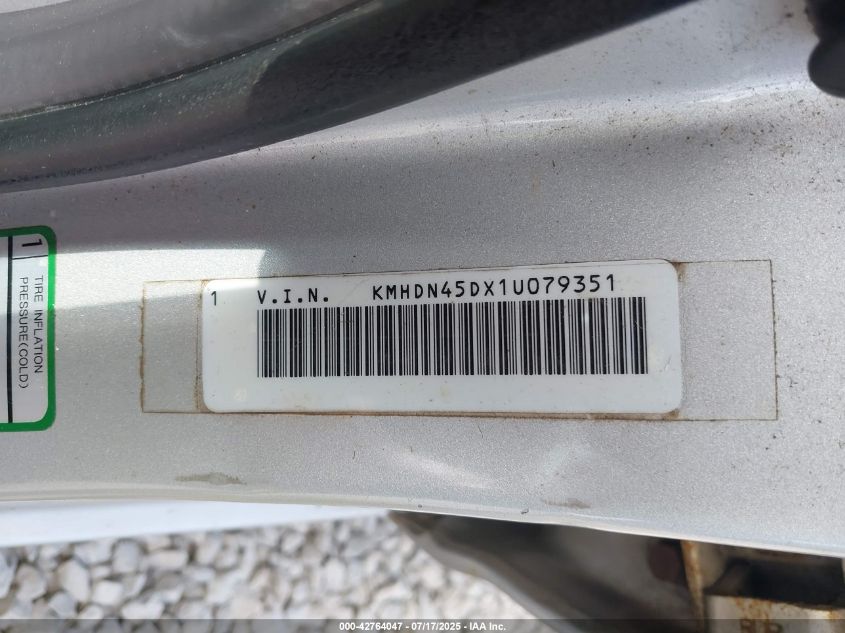 1 V.I.N. KMHDN45DX1U079351
1 TIRE INFLATION
PRESSURE(COLD)
000-42764047 - 07/17/2025 - IAA Inc.